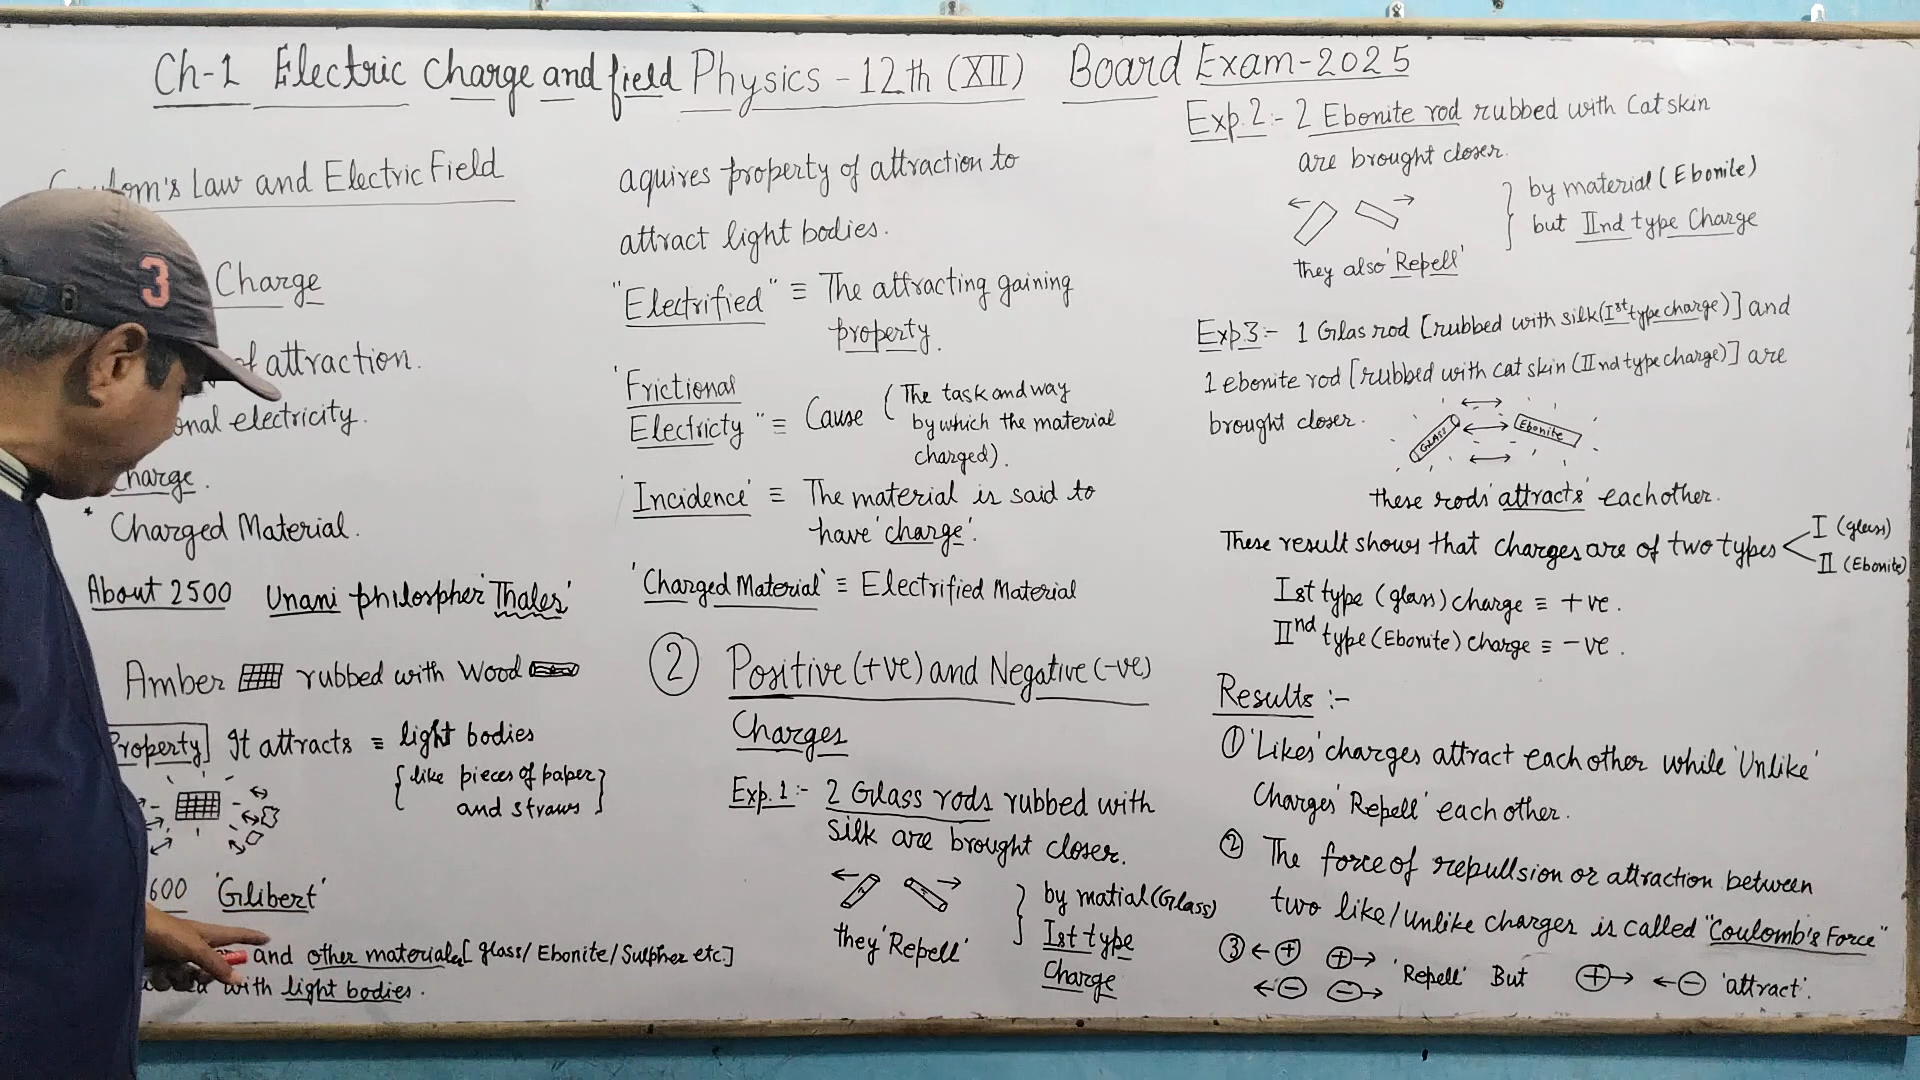 Ch-1 Electric Charge and field Physics - 12th (XII) Board Exam-2025
Law and Electric Field
Charge
3
of attraction.
electricity.
Charge.
* Charged Material.
About 2500 Unani philospher 'Thales'
Amber rubbed with Wood
Property] It attracts ≡ light bodies
{like pieces of paper
and straws}
600 'Glibert'
and other materials [glass/Ebonite/Sulpher etc.]
with light bodies.
aquires property of attraction to
attract light bodies.
"Electrified" ≡ The attracting gaining
property.
'Frictional
Electricty" ≡ Cause (The task and way
by which the material
charged).
'Incidence' ≡ The material is said to
have 'charge'.
'Charged Material' ≡ Electrified Material
② Positive (+ve) and Negative (-ve)
Charges
Exp. 1:- 2 Glass rods rubbed with
silk are brought closer.
they 'Repell'
} by matial (Glass)
Ist type
Charge
Exp. 2:- 2 Ebonite rod rubbed with Cat skin
are brought closer.
they also 'Repell'
} by material (Ebonite)
but IInd type Charge
Exp3:- 1 Glas rod [rubbed with silk (Ist type charge)] and
1 ebonite rod [rubbed with cat skin (IInd type charge)] are
brought closer.
GLASS Ebonite
these rods 'attracts' eachother.
These result shows that charges are of two types < I (glass)
II (Ebonite)
Ist type (glass) charge ≡ +ve.
IInd type (Ebonite) charge ≡ -ve.
Results :-
① 'Likes' charges attract each other while 'Unlike'
Charges 'Repell' each other.
② The force of repullsion or attraction between
two like/unlike charger is called "Coulomb's Force"
③ ← ⊕ ⊕ → 'Repell' But ⊕ → ← ⊖ 'attract'.
← ⊖ ⊖ →